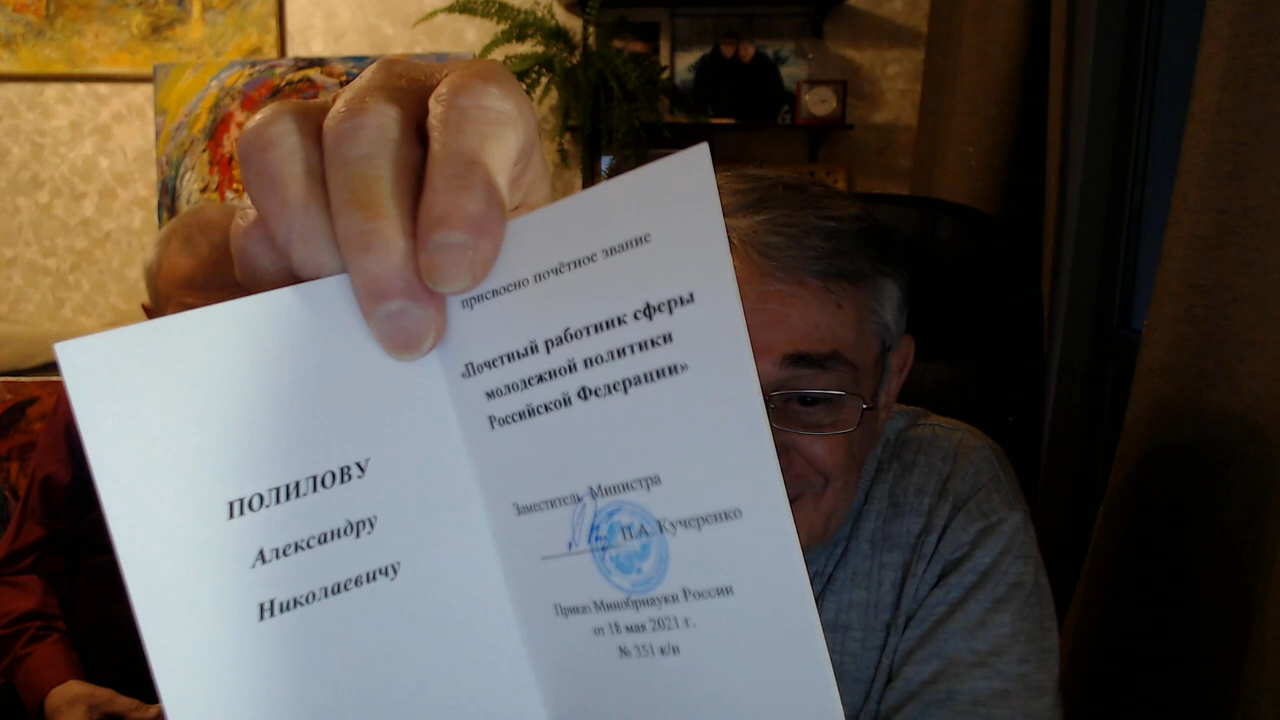 ПОЛИЛОВУ
Александру
Николаевичу
присвоено почётное звание
«Почетный работник сферы
молодежной политики
Российской Федерации»
Заместитель Министра
П.А. Кучеренко
Приказ Минобрнауки России
от 18 мая 2021 г.
№ 351 к/н